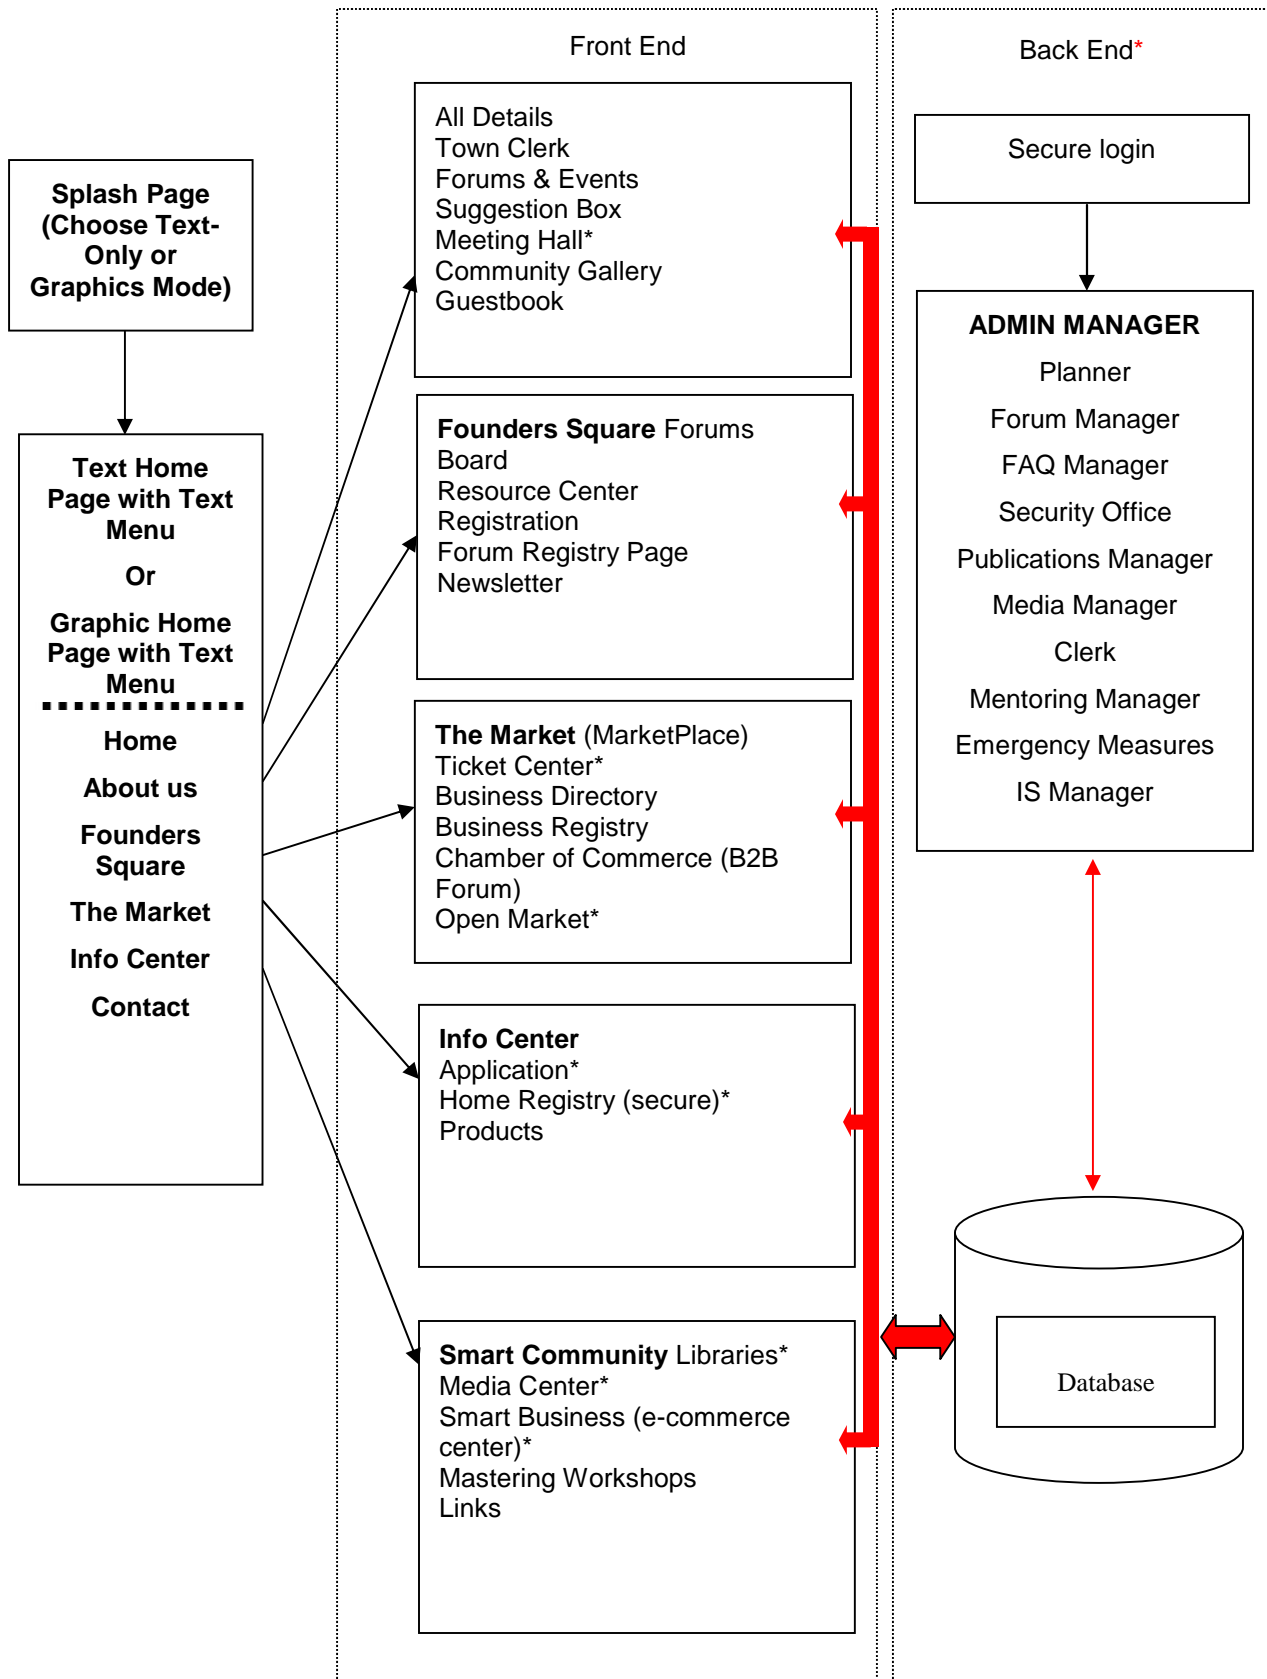 Front End
Back End*
Splash Page
(Choose Text-
Only or
Graphics Mode)
Text Home
Page with Text
Menu
Or
Graphic Home
Page with Text
Menu
Home
About us
Founders
Square
The Market
Info Center
Contact
All Details
Town Clerk
Forums & Events
Suggestion Box
Meeting Hall*
Community Gallery
Guestbook
Founders Square Forums
Board
Resource Center
Registration
Forum Registry Page
Newsletter
The Market (MarketPlace)
Ticket Center*
Business Directory
Business Registry
Chamber of Commerce (B2B
Forum)
Open Market*
Info Center
Application*
Home Registry (secure)*
Products
Smart Community Libraries*
Media Center*
Smart Business (e-commerce
center)*
Mastering Workshops
Links
Secure login
ADMIN MANAGER
Planner
Forum Manager
FAQ Manager
Security Office
Publications Manager
Media Manager
Clerk
Mentoring Manager
Emergency Measures
IS Manager
Database